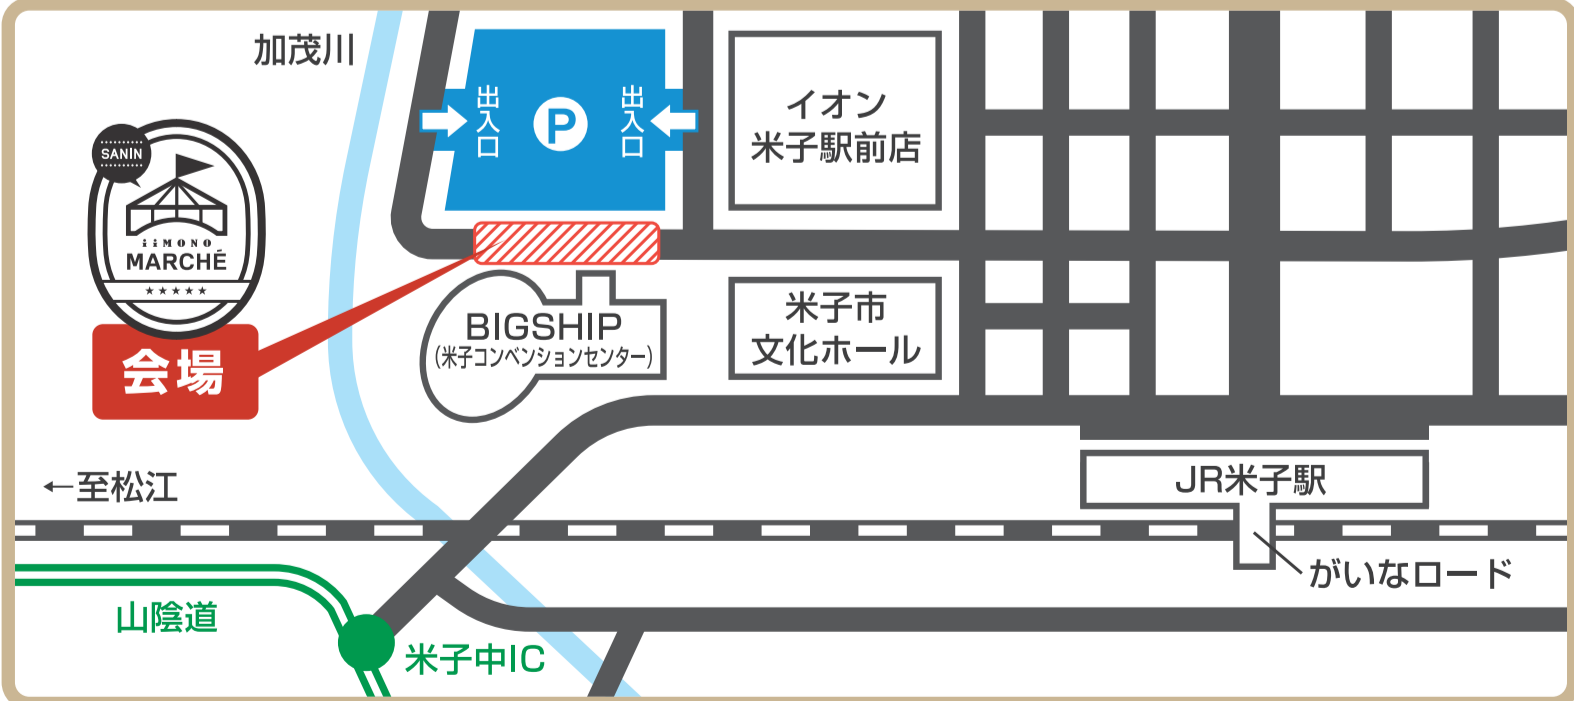 加茂川
出入口
P
出入口
イオン
米子駅前店
SANIN
iiMONO
MARCHÉ
★★★★★
会場
BIGSHIP
(米子コンベンションセンター)
米子市
文化ホール
←至松江
JR米子駅
がいなロード
山陰道
米子中IC